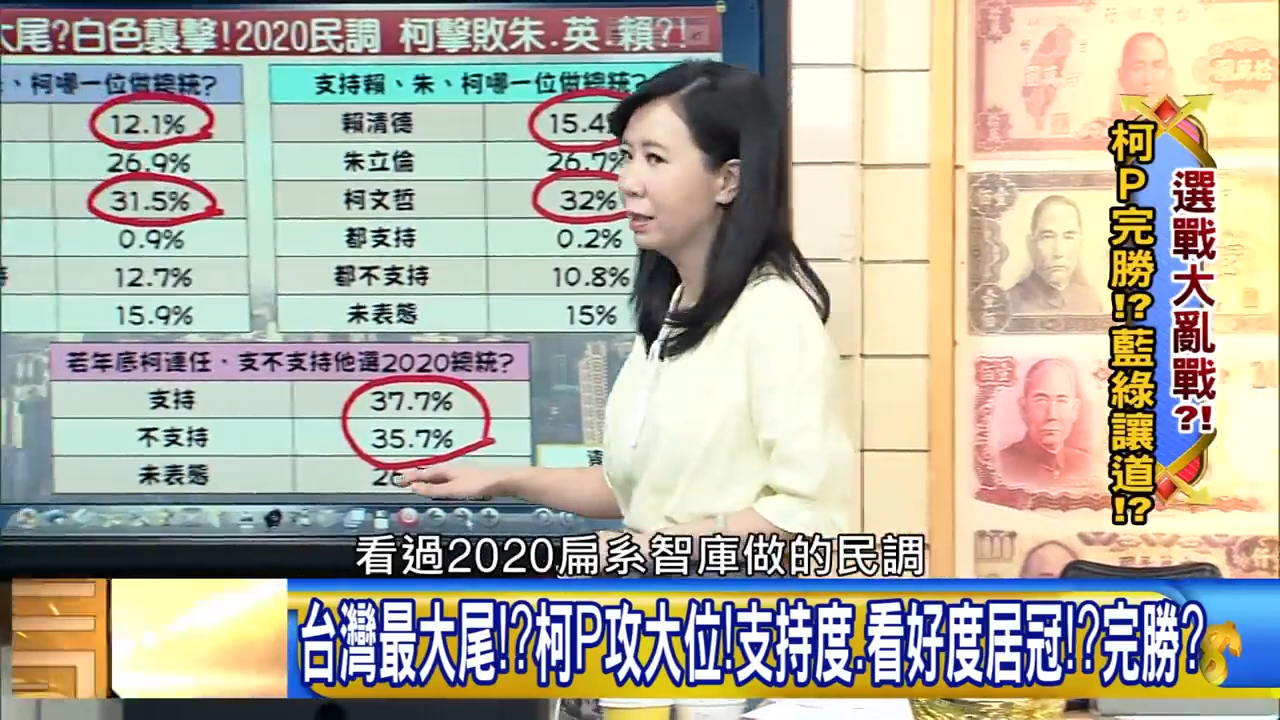 大尾?白色襲擊!2020民調 柯擊敗朱.英.賴?!
、柯哪一位做總統?
12.1%
26.9%
31.5%
0.9%
12.7%
15.9%
支持賴、朱、柯哪一位做總統?
賴清德 15.4
朱立倫 26.7%
柯文哲 32%
都支持 0.2%
都不支持 10.8%
未表態 15%
若年底柯連任、支不支持他選2020總統?
支持 37.7%
不支持 35.7%
未表態 26
選戰大亂戰?!
柯P完勝!?藍綠讓道!?
看過2020扁系智庫做的民調
台灣最大尾!?柯P攻大位!支持度.看好度居冠!?完勝?